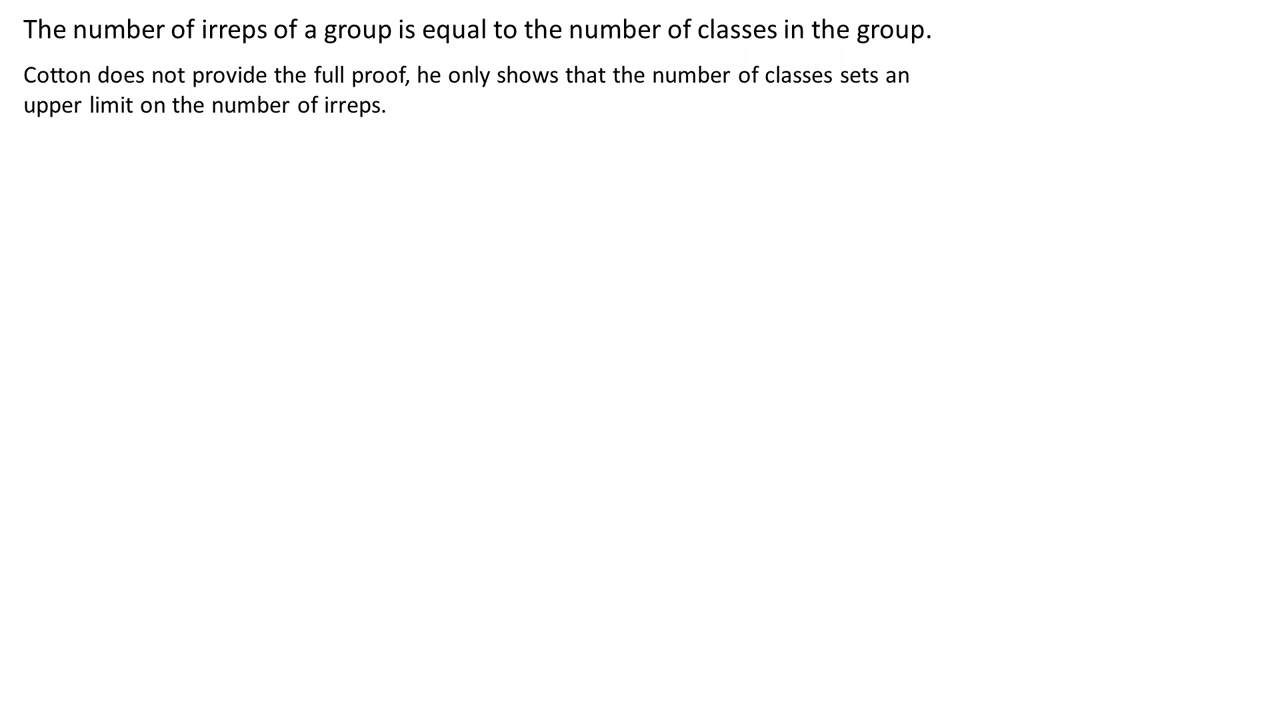 The number of irreps of a group is equal to the number of classes in the group.
Cotton does not provide the full proof, he only shows that the number of classes sets an
upper limit on the number of irreps.